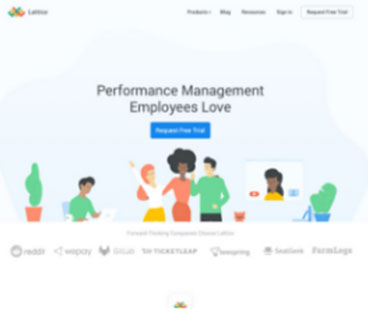 Lattice
Products Blog Resources Sign in Request Free Trial
Performance Management
Employees Love
Request Free Trial
Forward-Thinking Companies Choose Lattice
reddit wepay GitLab TICKETLEAP teespring SeatGeek FarmLogs